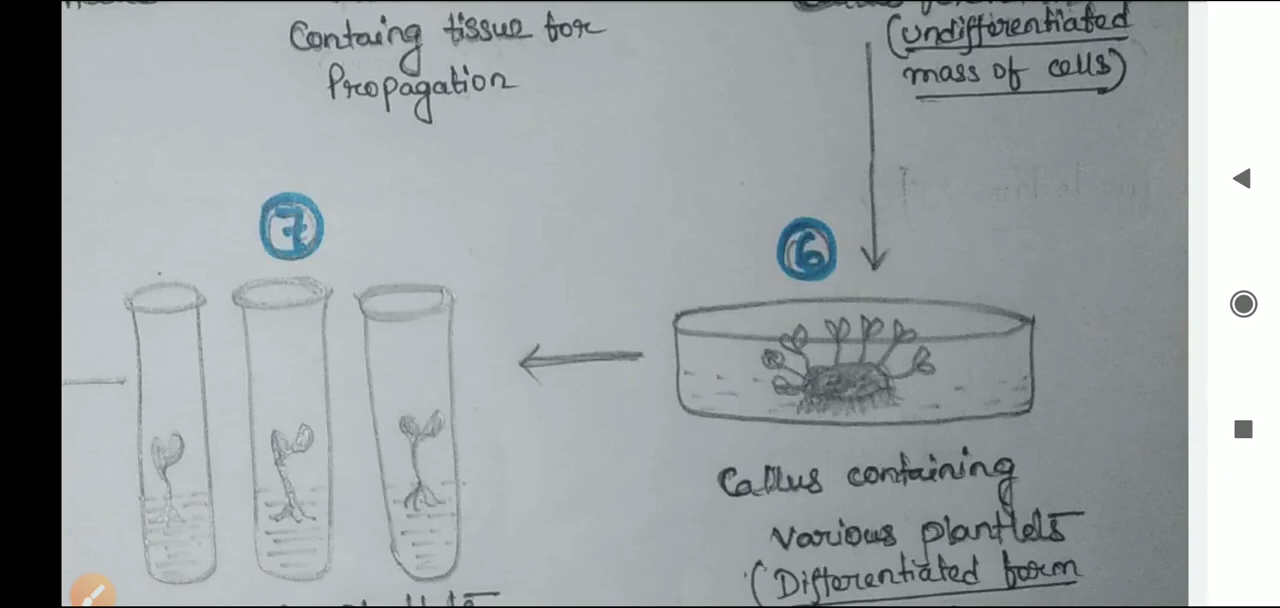 Containg tissue for
Propagation
(undifferentiated
mass of cells)
7
6
Callus containing
various plantlets
(Differentiated form